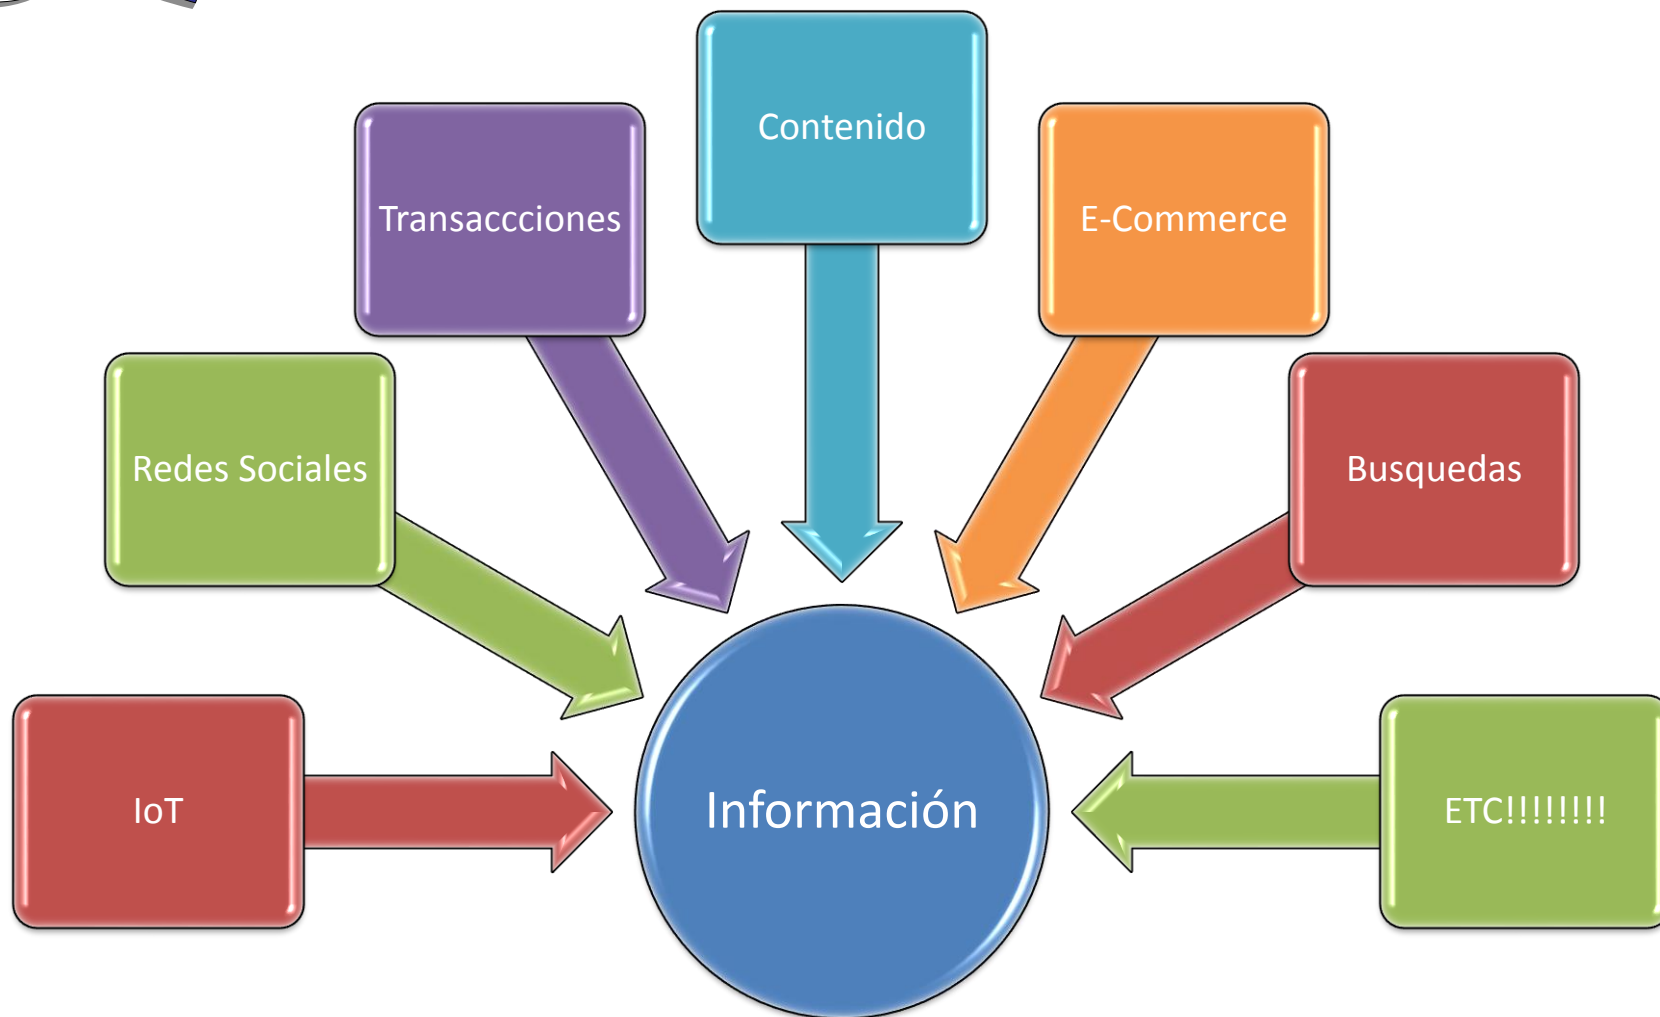 Contenido
Transaccciones
E-Commerce
Redes Sociales
Busquedas
IoT
Información
ETC!!!!!!!!